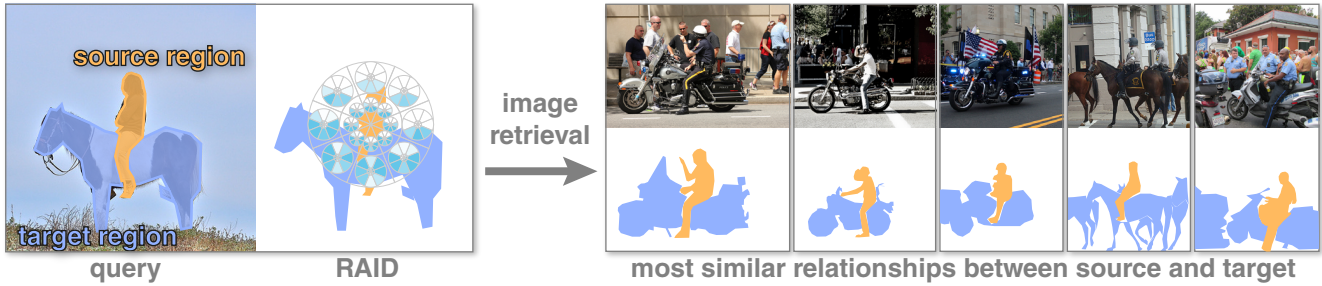 source region
target region
query
RAID
image
retrieval
most similar relationships between source and target